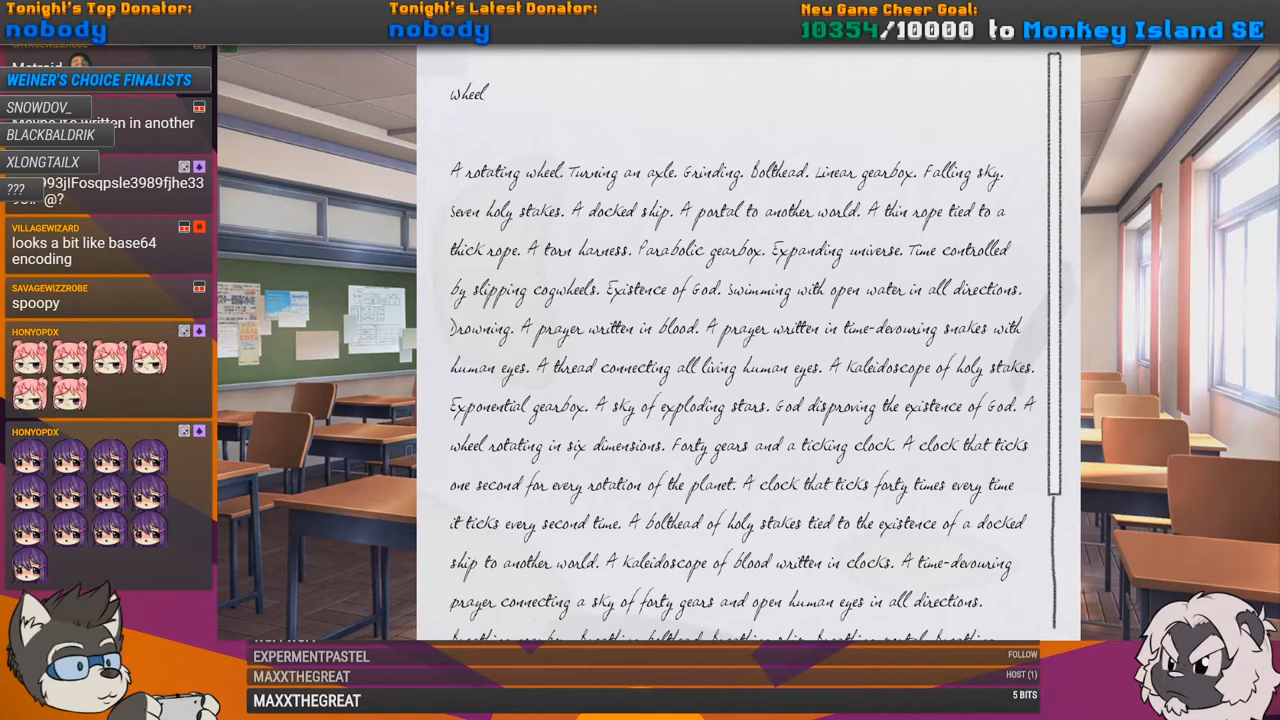 Tonight's Top Donator:
nobody
Tonight's Latest Donator:
nobody
New Game Cheer Goal:
10354/10000 to Monkey Island SE
WEINER'S CHOICE FINALISTS
SNOWDOV_
written in another
BLACKBALDRIK
XLONGTAILX
???
VILLAGEWIZARD
looks a bit like base64
encoding
SAVAGEWIZZROBE
spoopy
HONYOPDX
HONYOPDX
Wheel
A rotating wheel. Turning an axle. Grinding. Bolthead. Linear gearbox. Falling sky.
Seven holy stakes. A docked ship. A portal to another world. A thin rope tied to a
thick rope. A torn harness. Parabolic gearbox. Expanding universe. Time controlled
by slipping cogwheels. Existence of God. Swimming with open water in all directions.
Drowning. A prayer written in blood. A prayer written in time-devouring snakes with
human eyes. A thread connecting all living human eyes. A kaleidoscope of holy stakes.
Exponential gearbox. A sky of exploding stars. God disproving the existence of God. A
wheel rotating in six dimensions. Forty gears and a ticking clock. A clock that ticks
one second for every rotation of the planet. A clock that ticks forty times every time
it ticks every second time. A bolthead of holy stakes tied to the existence of a docked
ship to another world. A kaleidoscope of blood written in clocks. A time-devouring
prayer connecting a sky of forty gears and open human eyes in all directions.
EXPERMENTPASTEL FOLLOW
MAXXTHEGREAT HOST (1)
MAXXTHEGREAT 5 BITS